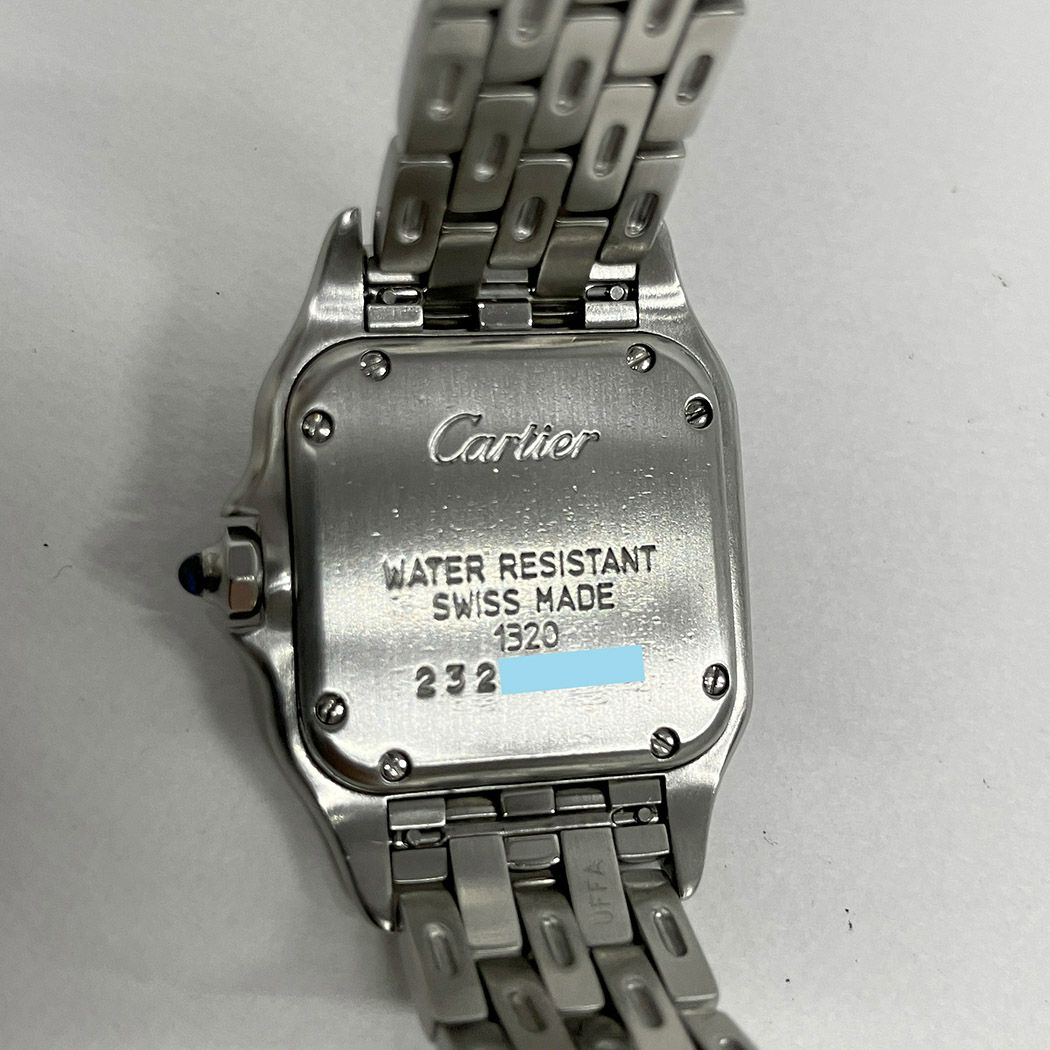 Cartier
WATER RESISTANT
SWISS MADE
1320
232
UFFA